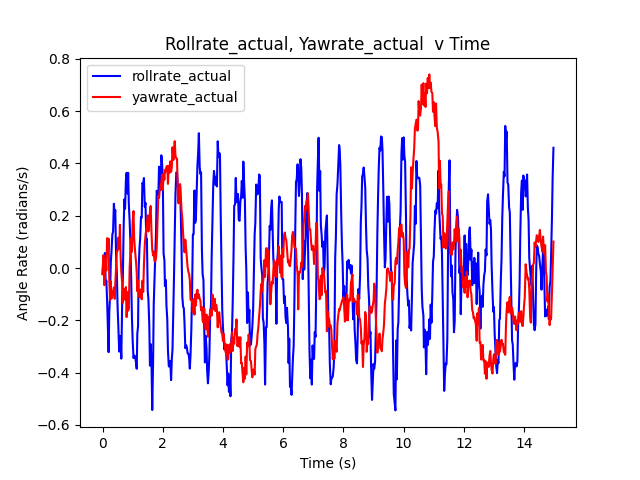 Rollrate_actual, Yawrate_actual  v Time
rollrate_actual
yawrate_actual
Angle Rate (radians/s)
0.8
0.6
0.4
0.2
0.0
−0.2
−0.4
−0.6
0 2 4 6 8 10 12 14
Time (s)